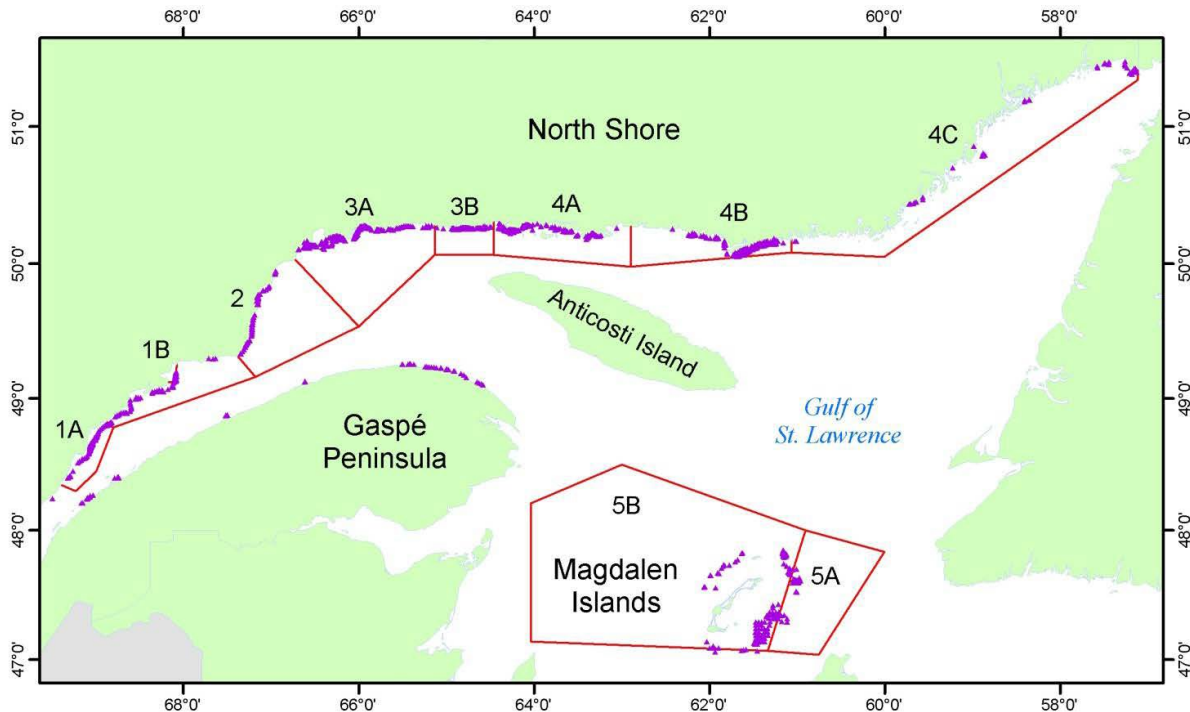 68°0' 66°0' 64°0' 62°0' 60°0' 58°0'
51°0'
50°0'
49°0'
48°0'
47°0'
51°0'
50°0'
49°0'
48°0'
47°0'
North Shore
4C
3A
3B
4A
4B
2
Anticosti Island
1B
1A
Gaspé
Peninsula
Gulf of
St. Lawrence
5B
Magdalen
Islands
5A
68°0' 66°0' 64°0' 62°0' 60°0' 58°0'